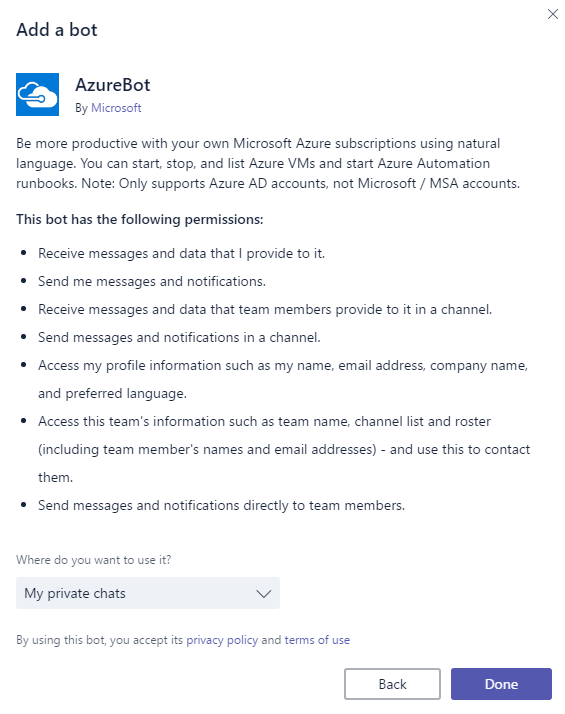 Add a bot
AzureBot
By Microsoft
Be more productive with your own Microsoft Azure subscriptions using natural
language. You can start, stop, and list Azure VMs and start Azure Automation
runbooks. Note: Only supports Azure AD accounts, not Microsoft / MSA accounts.
This bot has the following permissions:
Receive messages and data that I provide to it.
Send me messages and notifications.
Receive messages and data that team members provide to it in a channel.
Send messages and notifications in a channel.
Access my profile information such as my name, email address, company name,
and preferred language.
Access this team's information such as team name, channel list and roster
(including team member's names and email addresses) - and use this to contact
them.
Send messages and notifications directly to team members.
Where do you want to use it?
My private chats
By using this bot, you accept its privacy policy and terms of use
Back
Done